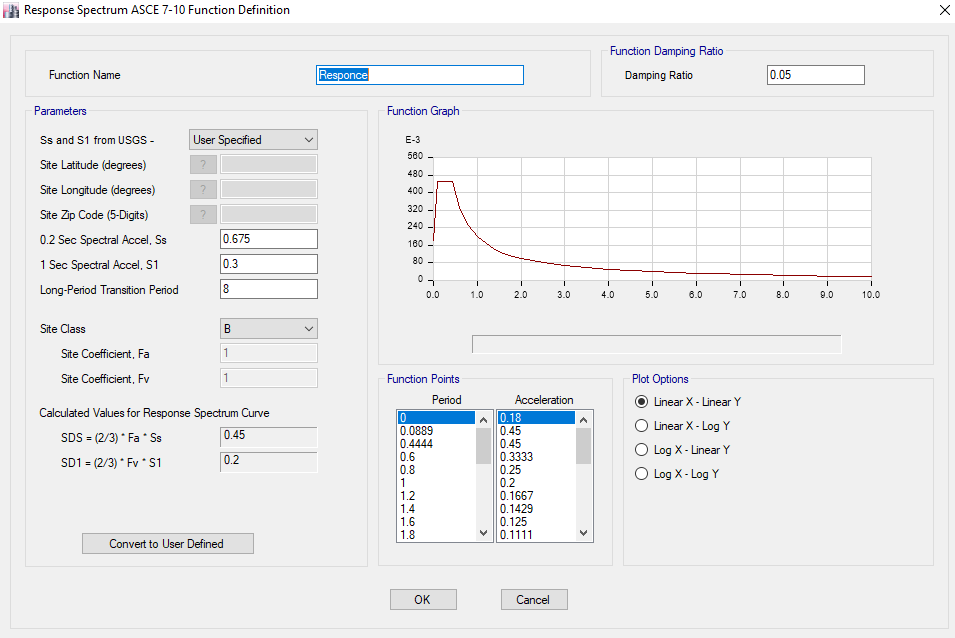 Response Spectrum ASCE 7-10 Function Definition
Function Name
Responce
Function Damping Ratio
Damping Ratio
0.05
Parameters
Ss and S1 from USGS -
User Specified
Site Latitude (degrees)
?
Site Longitude (degrees)
?
Site Zip Code (5-Digits)
?
0.2 Sec Spectral Accel, Ss
0.675
1 Sec Spectral Accel, S1
0.3
Long-Period Transition Period
8
Site Class
B
Site Coefficient, Fa
1
Site Coefficient, Fv
1
Calculated Values for Response Spectrum Curve
SDS = (2/3) * Fa * Ss
0.45
SD1 = (2/3) * Fv * S1
0.2
Convert to User Defined
Function Graph
E-3
560
480
400
320
240
160
80
0
0.0 1.0 2.0 3.0 4.0 5.0 6.0 7.0 8.0 9.0 10.0
Function Points
Period Acceleration
0 0.18
0.0889 0.45
0.4444 0.45
0.6 0.3333
0.8 0.25
1 0.2
1.2 0.1667
1.4 0.1429
1.6 0.125
1.8 0.1111
Plot Options
Linear X - Linear Y
Linear X - Log Y
Log X - Linear Y
Log X - Log Y
OK
Cancel